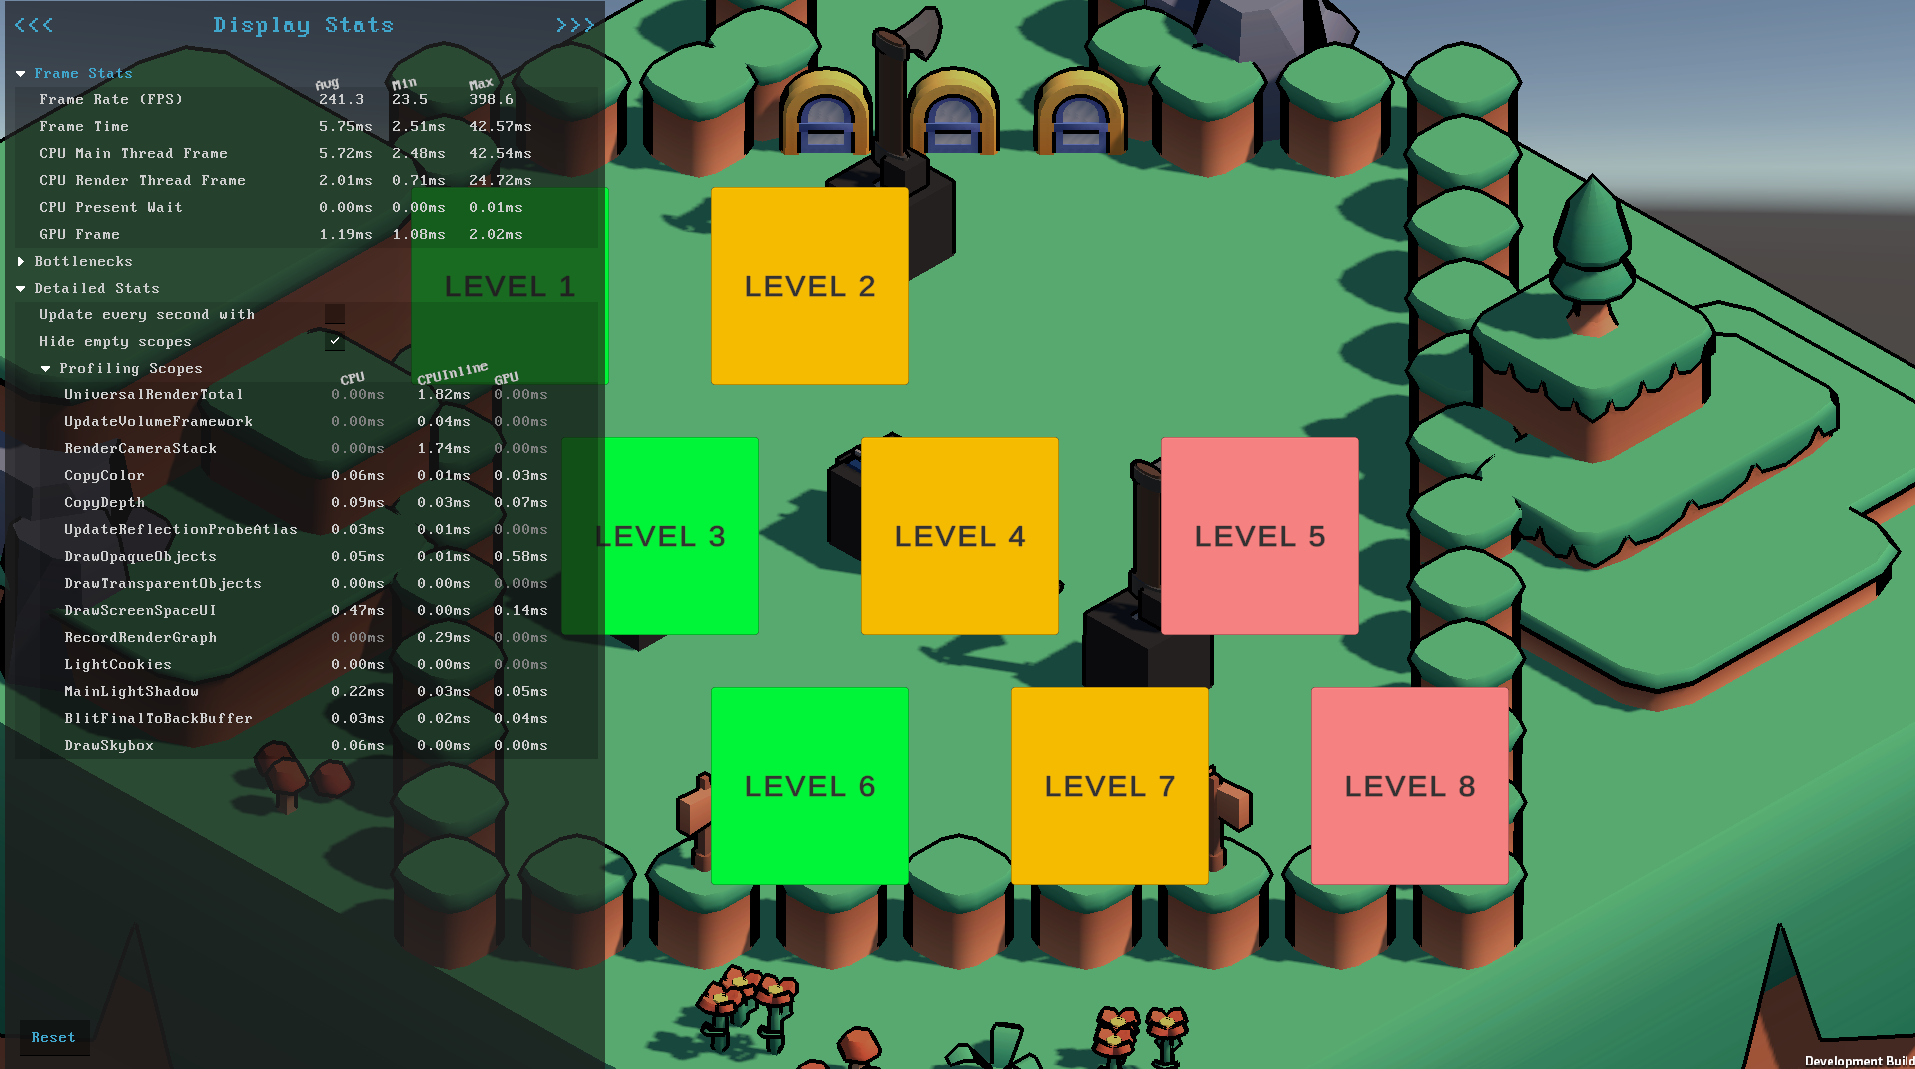 <<< Display Stats >>>
Frame Stats
Avg Min Max
Frame Rate (FPS) 241.3 23.5 398.6
Frame Time 5.75ms 2.51ms 42.57ms
CPU Main Thread Frame 5.72ms 2.48ms 42.54ms
CPU Render Thread Frame 2.01ms 0.71ms 24.72ms
CPU Present Wait 0.00ms 0.00ms 0.01ms
GPU Frame 1.19ms 1.08ms 2.02ms
Bottlenecks
Detailed Stats
Update every second with
Hide empty scopes
Profiling Scopes
CPU CPUInline GPU
UniversalRenderTotal 0.00ms 1.82ms 0.00ms
UpdateVolumeFramework 0.00ms 0.04ms 0.00ms
RenderCameraStack 0.00ms 1.74ms 0.00ms
CopyColor 0.06ms 0.01ms 0.03ms
CopyDepth 0.09ms 0.03ms 0.07ms
UpdateReflectionProbeAtlas 0.03ms 0.01ms 0.00ms
DrawOpaqueObjects 0.05ms 0.01ms 0.58ms
DrawTransparentObjects 0.00ms 0.00ms 0.00ms
DrawScreenSpaceUI 0.47ms 0.00ms 0.14ms
RecordRenderGraph 0.00ms 0.29ms 0.00ms
LightCookies 0.00ms 0.00ms 0.00ms
MainLightShadow 0.22ms 0.03ms 0.05ms
BlitFinalToBackBuffer 0.03ms 0.02ms 0.04ms
DrawSkybox 0.06ms 0.00ms 0.00ms
Reset
LEVEL 1
LEVEL 2
LEVEL 3
LEVEL 4
LEVEL 5
LEVEL 6
LEVEL 7
LEVEL 8
Development Build